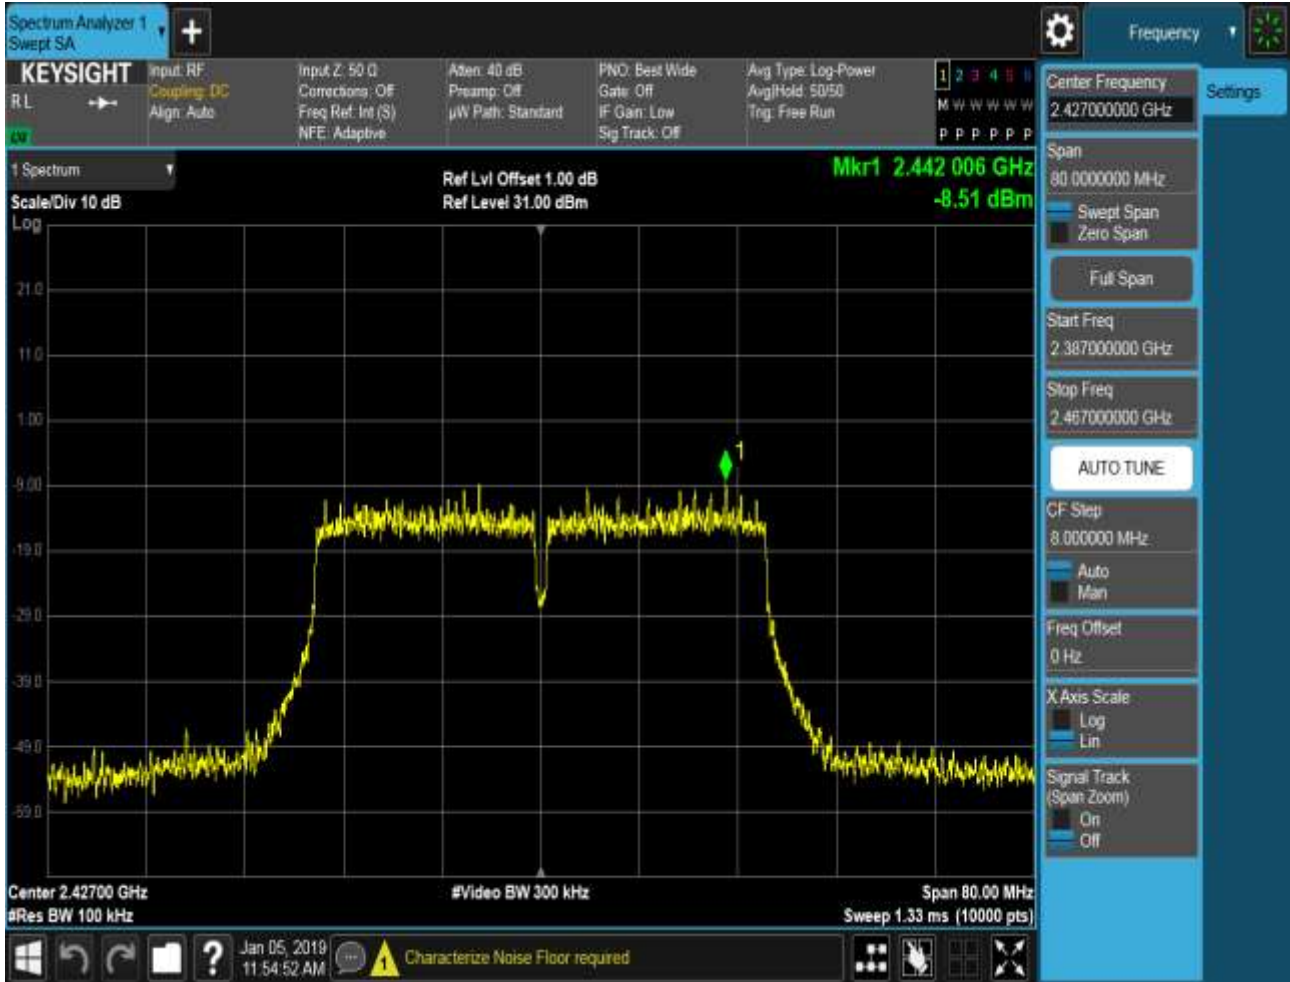 Spectrum Analyzer 1
Swept SA
Frequency
KEYSIGHT
R L
Input: RF
Coupling: DC
Align: Auto
Input Z: 50 Ω
Corrections: Off
Freq Ref: Int (S)
NFE: Adaptive
Atten: 40 dB
Preamp: Off
µW Path: Standard
PNO: Best Wide
Gate: Off
IF Gain: Low
Sig Track: Off
Avg Type: Log-Power
Avg|Hold: 50/50
Trig: Free Run
1 2 3 4 5 6
M W W W W W
P P P P P P
1 Spectrum
Scale/Div 10 dB
Log
Ref Lvl Offset 1.00 dB
Ref Level 31.00 dBm
Mkr1 2.442 006 GHz
-8.51 dBm
21.0
11.0
1.00
-9.00
-19.0
-29.0
-39.0
-49.0
-59.0
1
Center 2.42700 GHz
#Res BW 100 kHz
#Video BW 300 kHz
Span 80.00 MHz
Sweep 1.33 ms (10000 pts)
Center Frequency
2.427000000 GHz
Settings
Span
80.0000000 MHz
Swept Span
Zero Span
Full Span
Start Freq
2.387000000 GHz
Stop Freq
2.467000000 GHz
AUTO TUNE
CF Step
8.000000 MHz
Auto
Man
Freq Offset
0 Hz
X Axis Scale
Log
Lin
Signal Track
(Span Zoom)
On
Off
?
Jan 05, 2019
11:54:52 AM
1
Characterize Noise Floor required